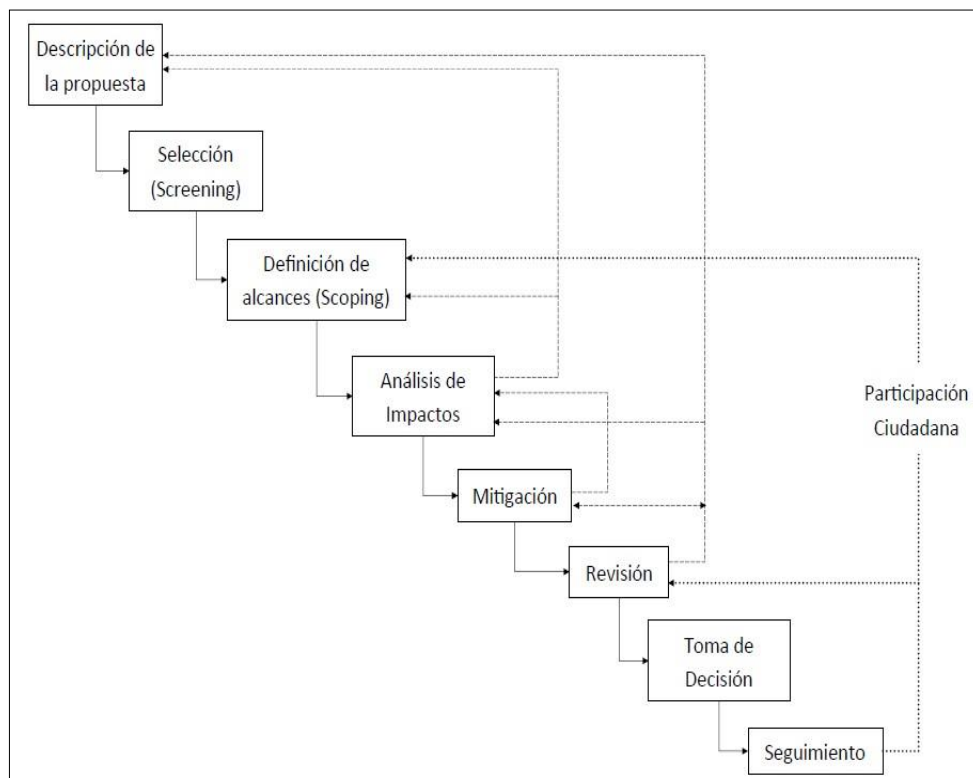 Descripción de
la propuesta
Selección
(Screening)
Definición de
alcances (Scoping)
Análisis de
Impactos
Participación
Ciudadana
Mitigación
Revisión
Toma de
Decisión
Seguimiento